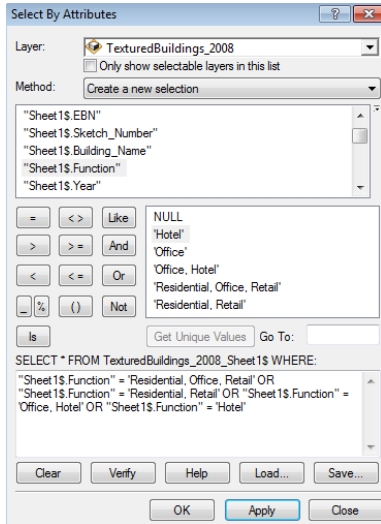 Select By Attributes
Layer: TexturedBuildings_2008
Only show selectable layers in this list
Method: Create a new selection
"Sheet1$.EBN"
"Sheet1$.Sketch_Number"
"Sheet1$.Building_Name"
"Sheet1$.Function"
"Sheet1$.Year"
= <> Like NULL
'Hotel'
> >= And 'Office'
'Office, Hotel'
< <= Or 'Residential, Office, Retail'
_ % () Not 'Residential, Retail'
Is Get Unique Values Go To:
SELECT * FROM TexturedBuildings_2008_Sheet1$ WHERE:
"Sheet1$.Function" = 'Residential, Office, Retail' OR
"Sheet1$.Function" = 'Residential, Retail' OR "Sheet1$.Function" =
'Office, Hotel' OR "Sheet1$.Function" = 'Hotel'
Clear Verify Help Load... Save...
OK Apply Close